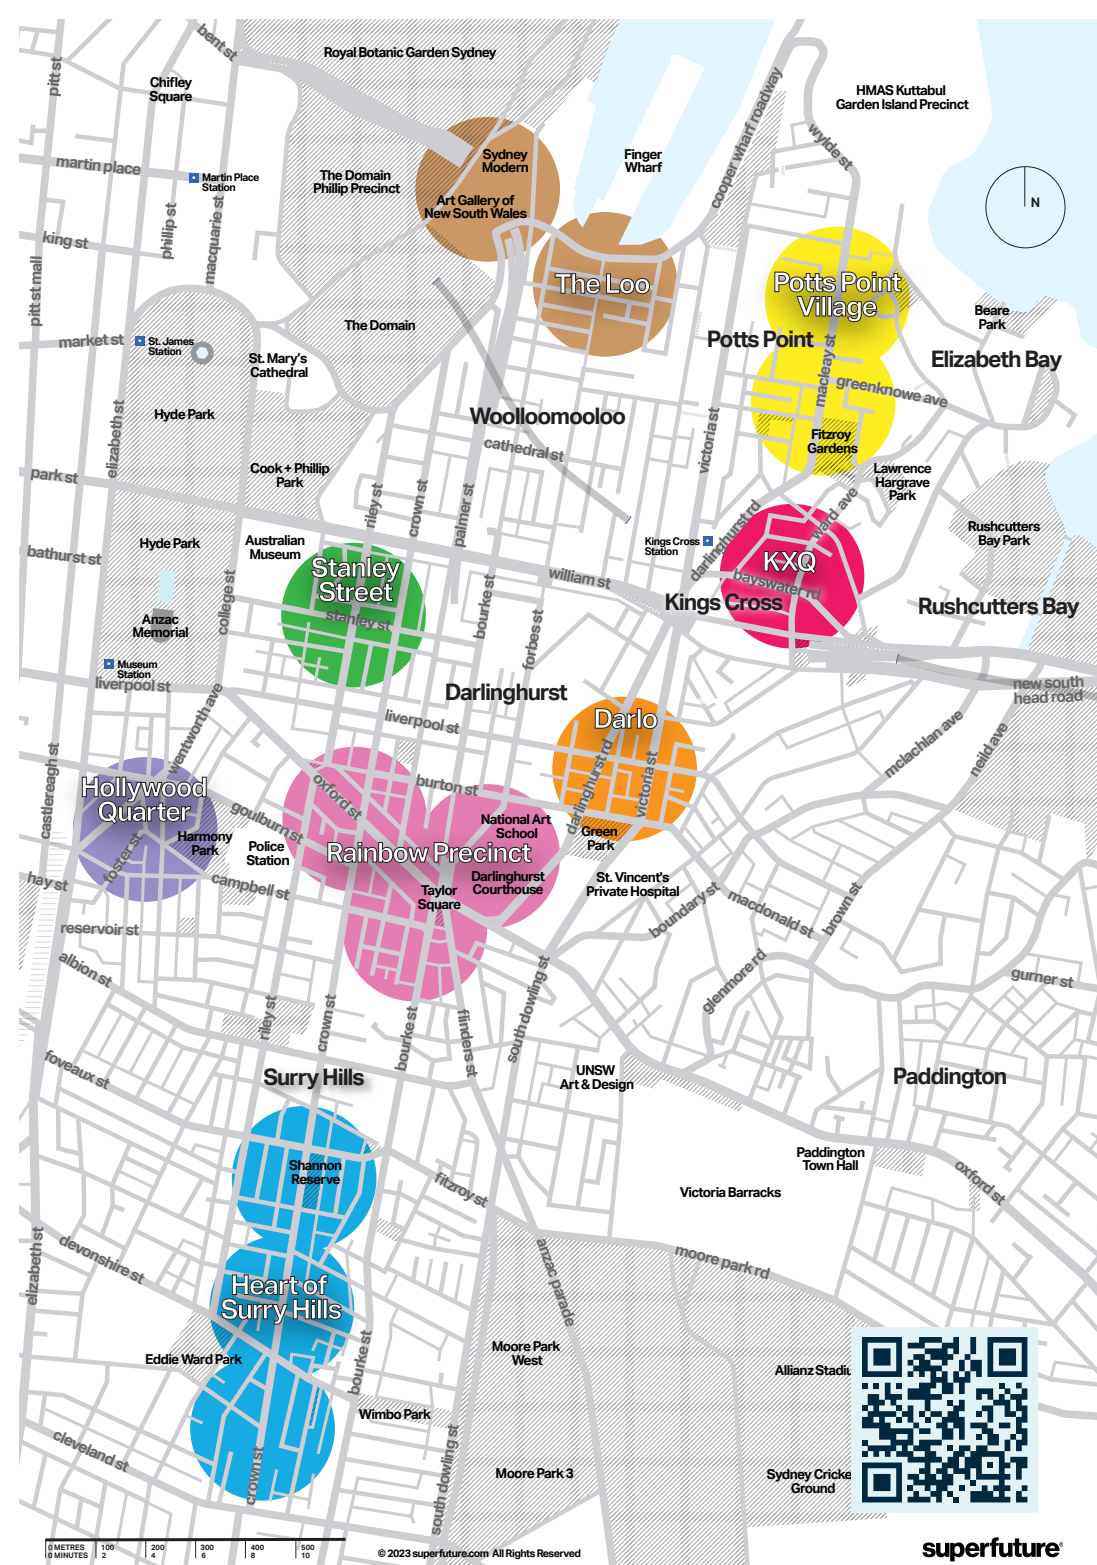 bent st
Royal Botanic Garden Sydney
pitt st
Chifley
Square
HMAS Kuttabul
Garden Island Precinct
cooper wharf roadway
wylde st
Sydney
Modern
Finger
Wharf
martin place
Martin Place
Station
The Domain
Phillip Precinct
Art Gallery of
New South Wales
N
phillip st
macquarie st
king st
pitt st mall
The Loo
Potts Point
Village
Beare
Park
The Domain
market st
St. James
Station
Potts Point
macleay st
Elizabeth Bay
St. Mary's
Cathedral
greenknowe ave
Hyde Park
Woolloomooloo
elizabeth st
cathedral st
victoria st
Fitzroy
Gardens
park st
Cook + Phillip
Park
Lawrence
Hargrave
Park
riley st
crown st
palmer st
darlinghurst rd
ward ave
Rushcutters
Bay Park
bathurst st
Hyde Park
Australian
Museum
Kings Cross
Station
KXQ
Stanley
Street
william st
bayswater rd
college st
bourke st
Kings Cross
Rushcutters Bay
stanley st
forbes st
Anzac
Memorial
Museum
Station
liverpool st
Darlinghurst
new south
head road
wentworth ave
liverpool st
Darlo
mclachlan ave
neild ave
castlereagh st
Hollywood
Quarter
oxford st
burton st
darlinghurst rd
victoria st
goulburn st
National Art
School
Green
Park
foster st
Harmony
Park
Police
Station
Rainbow Precinct
hay st
campbell st
Taylor
Square
Darlinghurst
Courthouse
St. Vincent's
Private Hospital
boundary st
macdonald st
brown st
reservoir st
albion st
glenmore rd
gurner st
riley st
crown st
bourke st
flinders st
south dowling st
foveaux st
Surry Hills
UNSW
Art & Design
Paddington
Shannon
Reserve
Paddington
Town Hall
fitzroy st
Victoria Barracks
oxford st
elizabeth st
devonshire st
anzac parade
moore park rd
Heart of
Surry Hills
Eddie Ward Park
bourke st
Moore Park
West
Allianz Stadiu
Wimbo Park
cleveland st
crown st
south dowling st
Moore Park 3
Sydney Cricke
Ground
0 METRES 100 200 300 400 500
0 MINUTES 2 4 6 8 10
© 2023 superfuture.com All Rights Reserved
superfuture